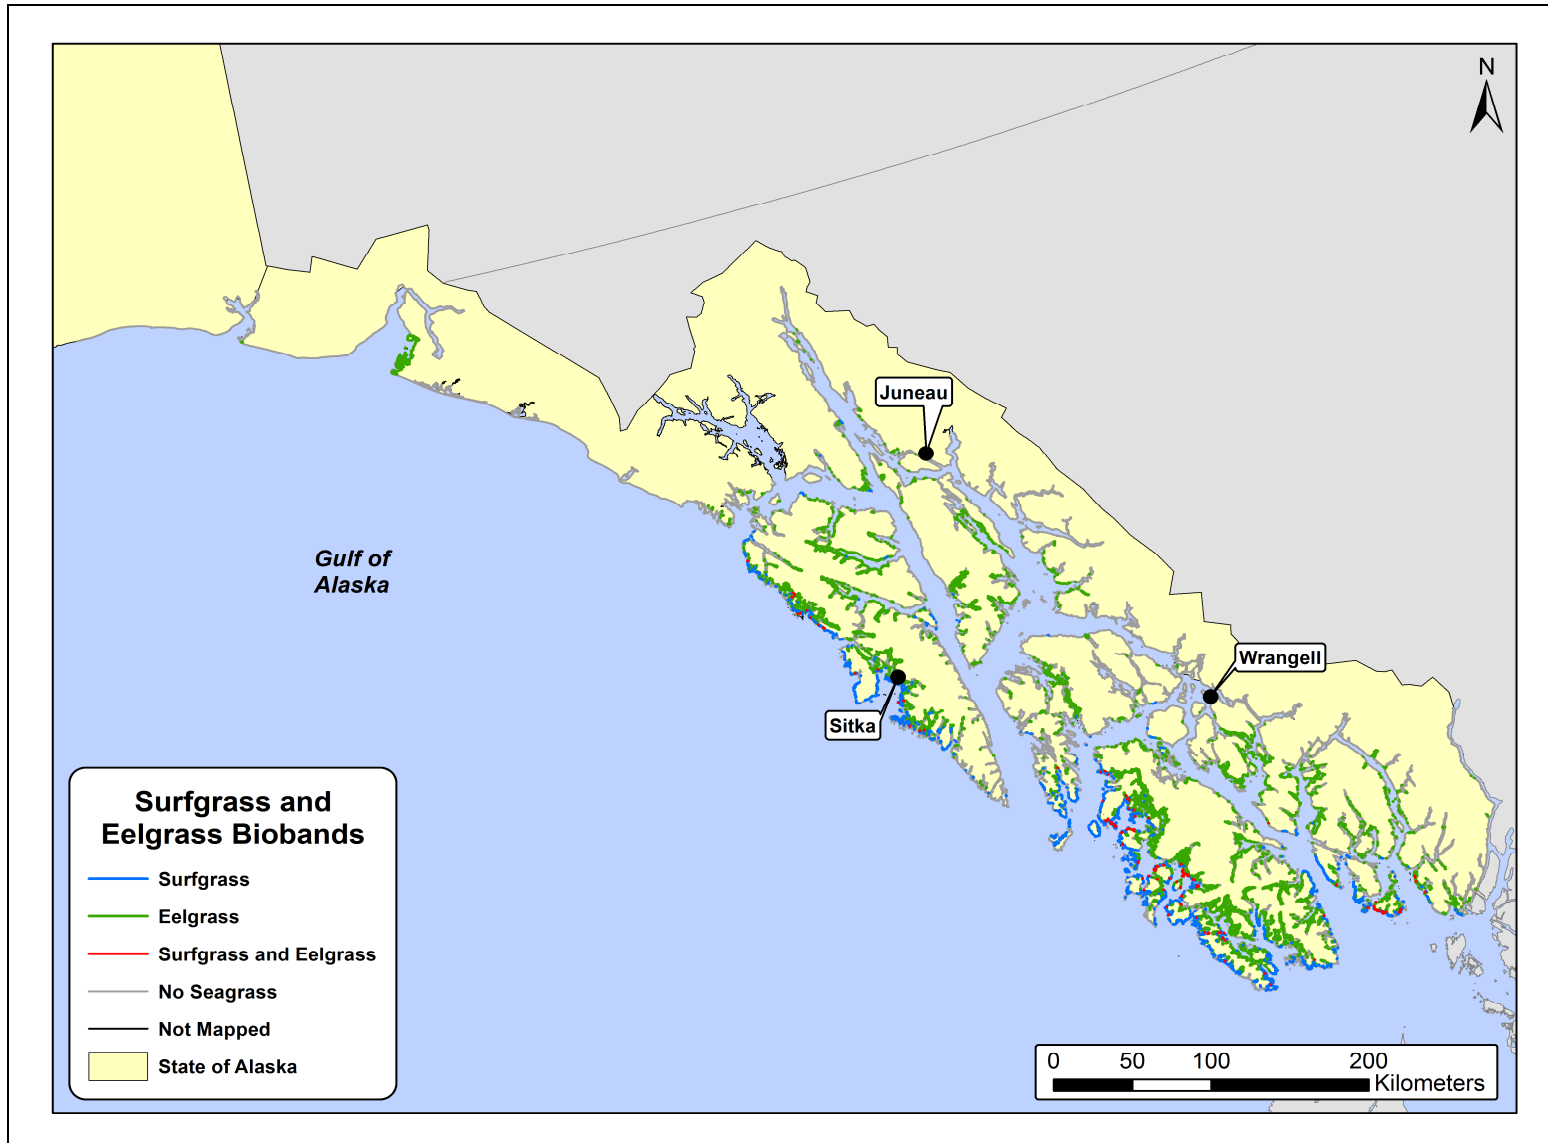 N
Juneau
Gulf of
Alaska
Wrangell
Sitka
Surfgrass and
Eelgrass Biobands
Surfgrass
Eelgrass
Surfgrass and Eelgrass
No Seagrass
Not Mapped
State of Alaska
0 50 100 200
Kilometers